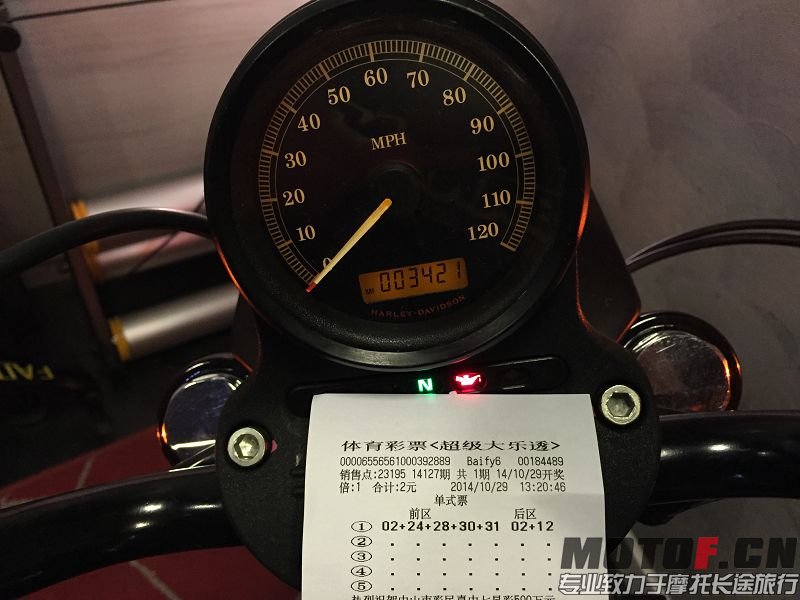 60
50 70
40 80
MPH
30 90
20 100
10 110
0 120
MI 003421
HARLEY-DAVIDSON
FAD
N
体育彩票<超级大乐透>
00006556561000392889 Baify6 00184489
销售点:23195 14127期 共 1期 14/10/29开奖
倍:1 合计:2元 2014/10/29 13:20:46
单式票
前区 后区
① 02+24+28+30+31 02+12
②
③
④
⑤
MOTOF.CN
专业致力于摩托长途旅行